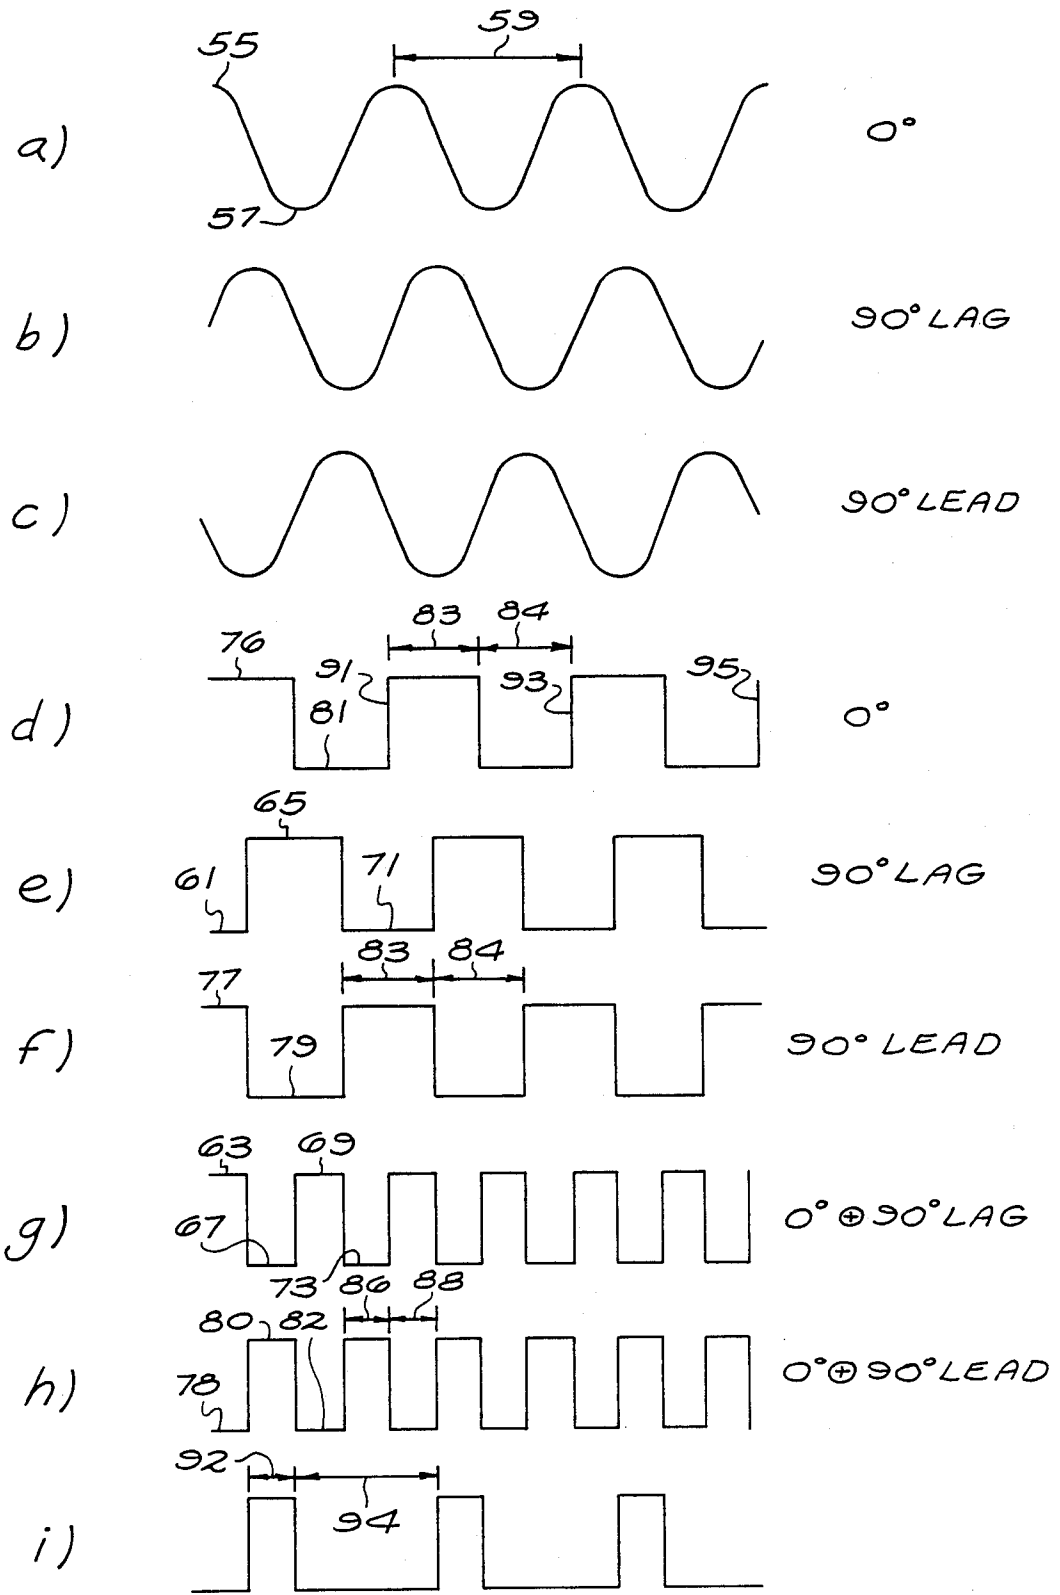 59
55
a)
0°
57
b)
90° LAG
c)
90° LEAD
83 84
76 91 93 95
81
d)
0°
65
61 71
e)
90° LAG
83 84
77
79
f)
90° LEAD
63 69
67
g)
0° ⊕ 90° LAG
73 86 88
80 82
78
h)
0° ⊕ 90° LEAD
92
94
i)